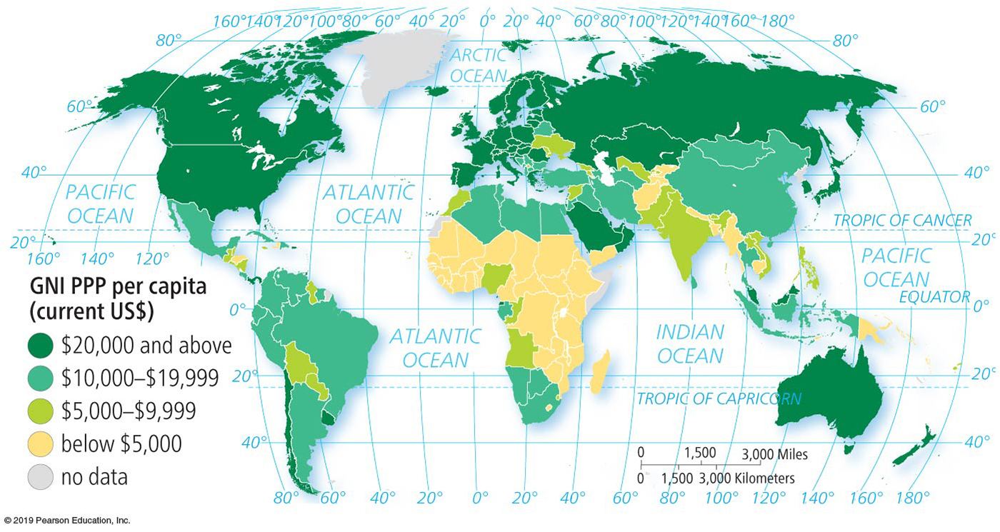 160° 140° 120° 100° 80° 60° 40° 20° 0° 20° 40° 60° 80° 100° 120° 140° 160° 180°
80° 80°
ARCTIC
OCEAN
60° 60°
40° 40°
PACIFIC
OCEAN
ATLANTIC
OCEAN
TROPIC OF CANCER
20° 20°
160° 140° 120°
PACIFIC
OCEAN
EQUATOR
GNI PPP per capita
(current US$)
0° 0°
$20,000 and above
$10,000–$19,999
$5,000–$9,999
below $5,000
no data
ATLANTIC
OCEAN
INDIAN
OCEAN
20° 20°
TROPIC OF CAPRICORN
40° 40°
0 1,500 3,000 Miles
0 1,500 3,000 Kilometers
80° 60° 40° 20° 0° 20° 40° 60° 80° 100° 120° 140° 160° 180°
© 2019 Pearson Education, Inc.